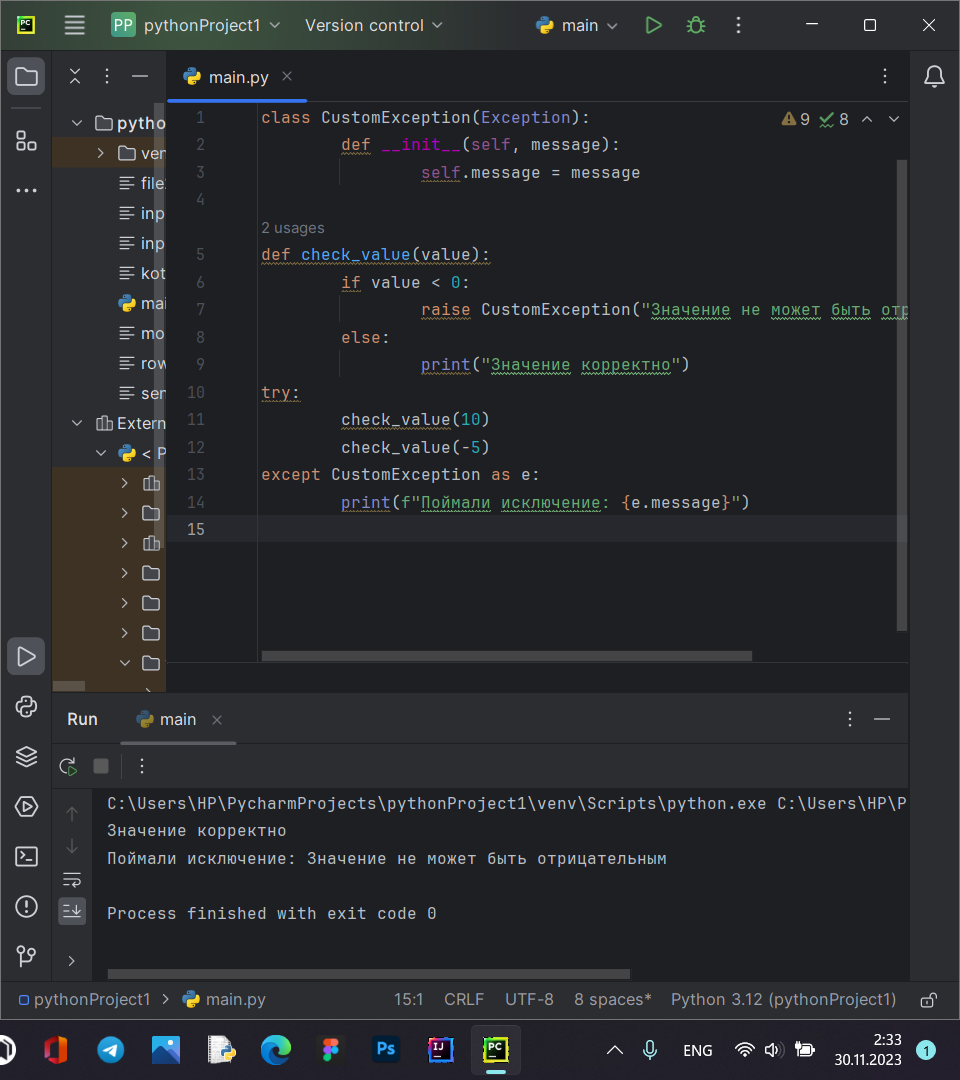 PC
PP pythonProject1 Version control main
main.py
pytho
ven
file
inp
inp
kot
mai
mo
row
sen
Extern
< P
9 8
1 class CustomException(Exception):
2 def __init__(self, message):
3 self.message = message
4
2 usages
5 def check_value(value):
6 if value < 0:
7 raise CustomException("Значение не может быть отр
8 else:
9 print("Значение корректно")
10 try:
11 check_value(10)
12 check_value(-5)
13 except CustomException as e:
14 print(f"Поймали исключение: {e.message}")
15
Run main
C:\Users\HP\PycharmProjects\pythonProject1\venv\Scripts\python.exe C:\Users\HP\P
Значение корректно
Поймали исключение: Значение не может быть отрицательным
Process finished with exit code 0
pythonProject1 > main.py 15:1 CRLF UTF-8 8 spaces* Python 3.12 (pythonProject1)
Ps IJ PC ENG 2:33
30.11.2023 1